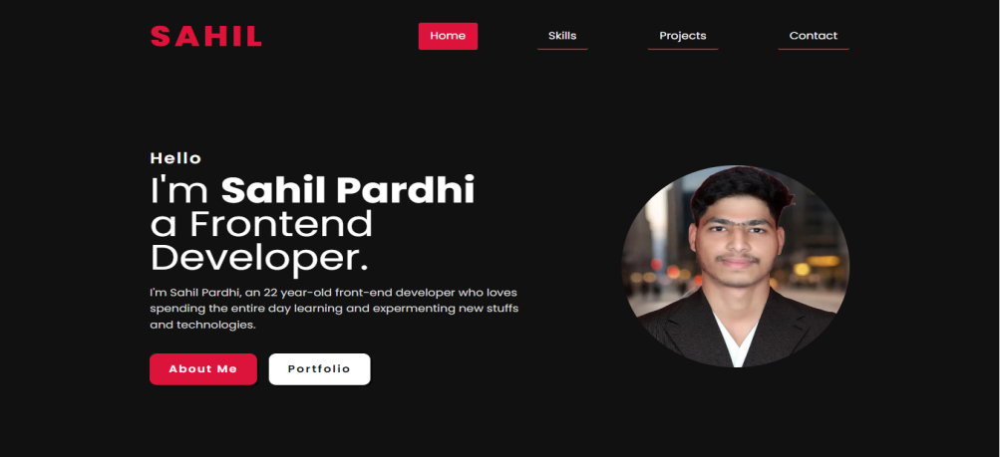 SAHIL
Home Skills Projects Contact
Hello
I'm Sahil Pardhi
a Frontend
Developer.
I'm Sahil Pardhi, an 22 year-old front-end developer who loves
spending the entire day learning and expermenting new stuffs
and technologies.
About Me Portfolio